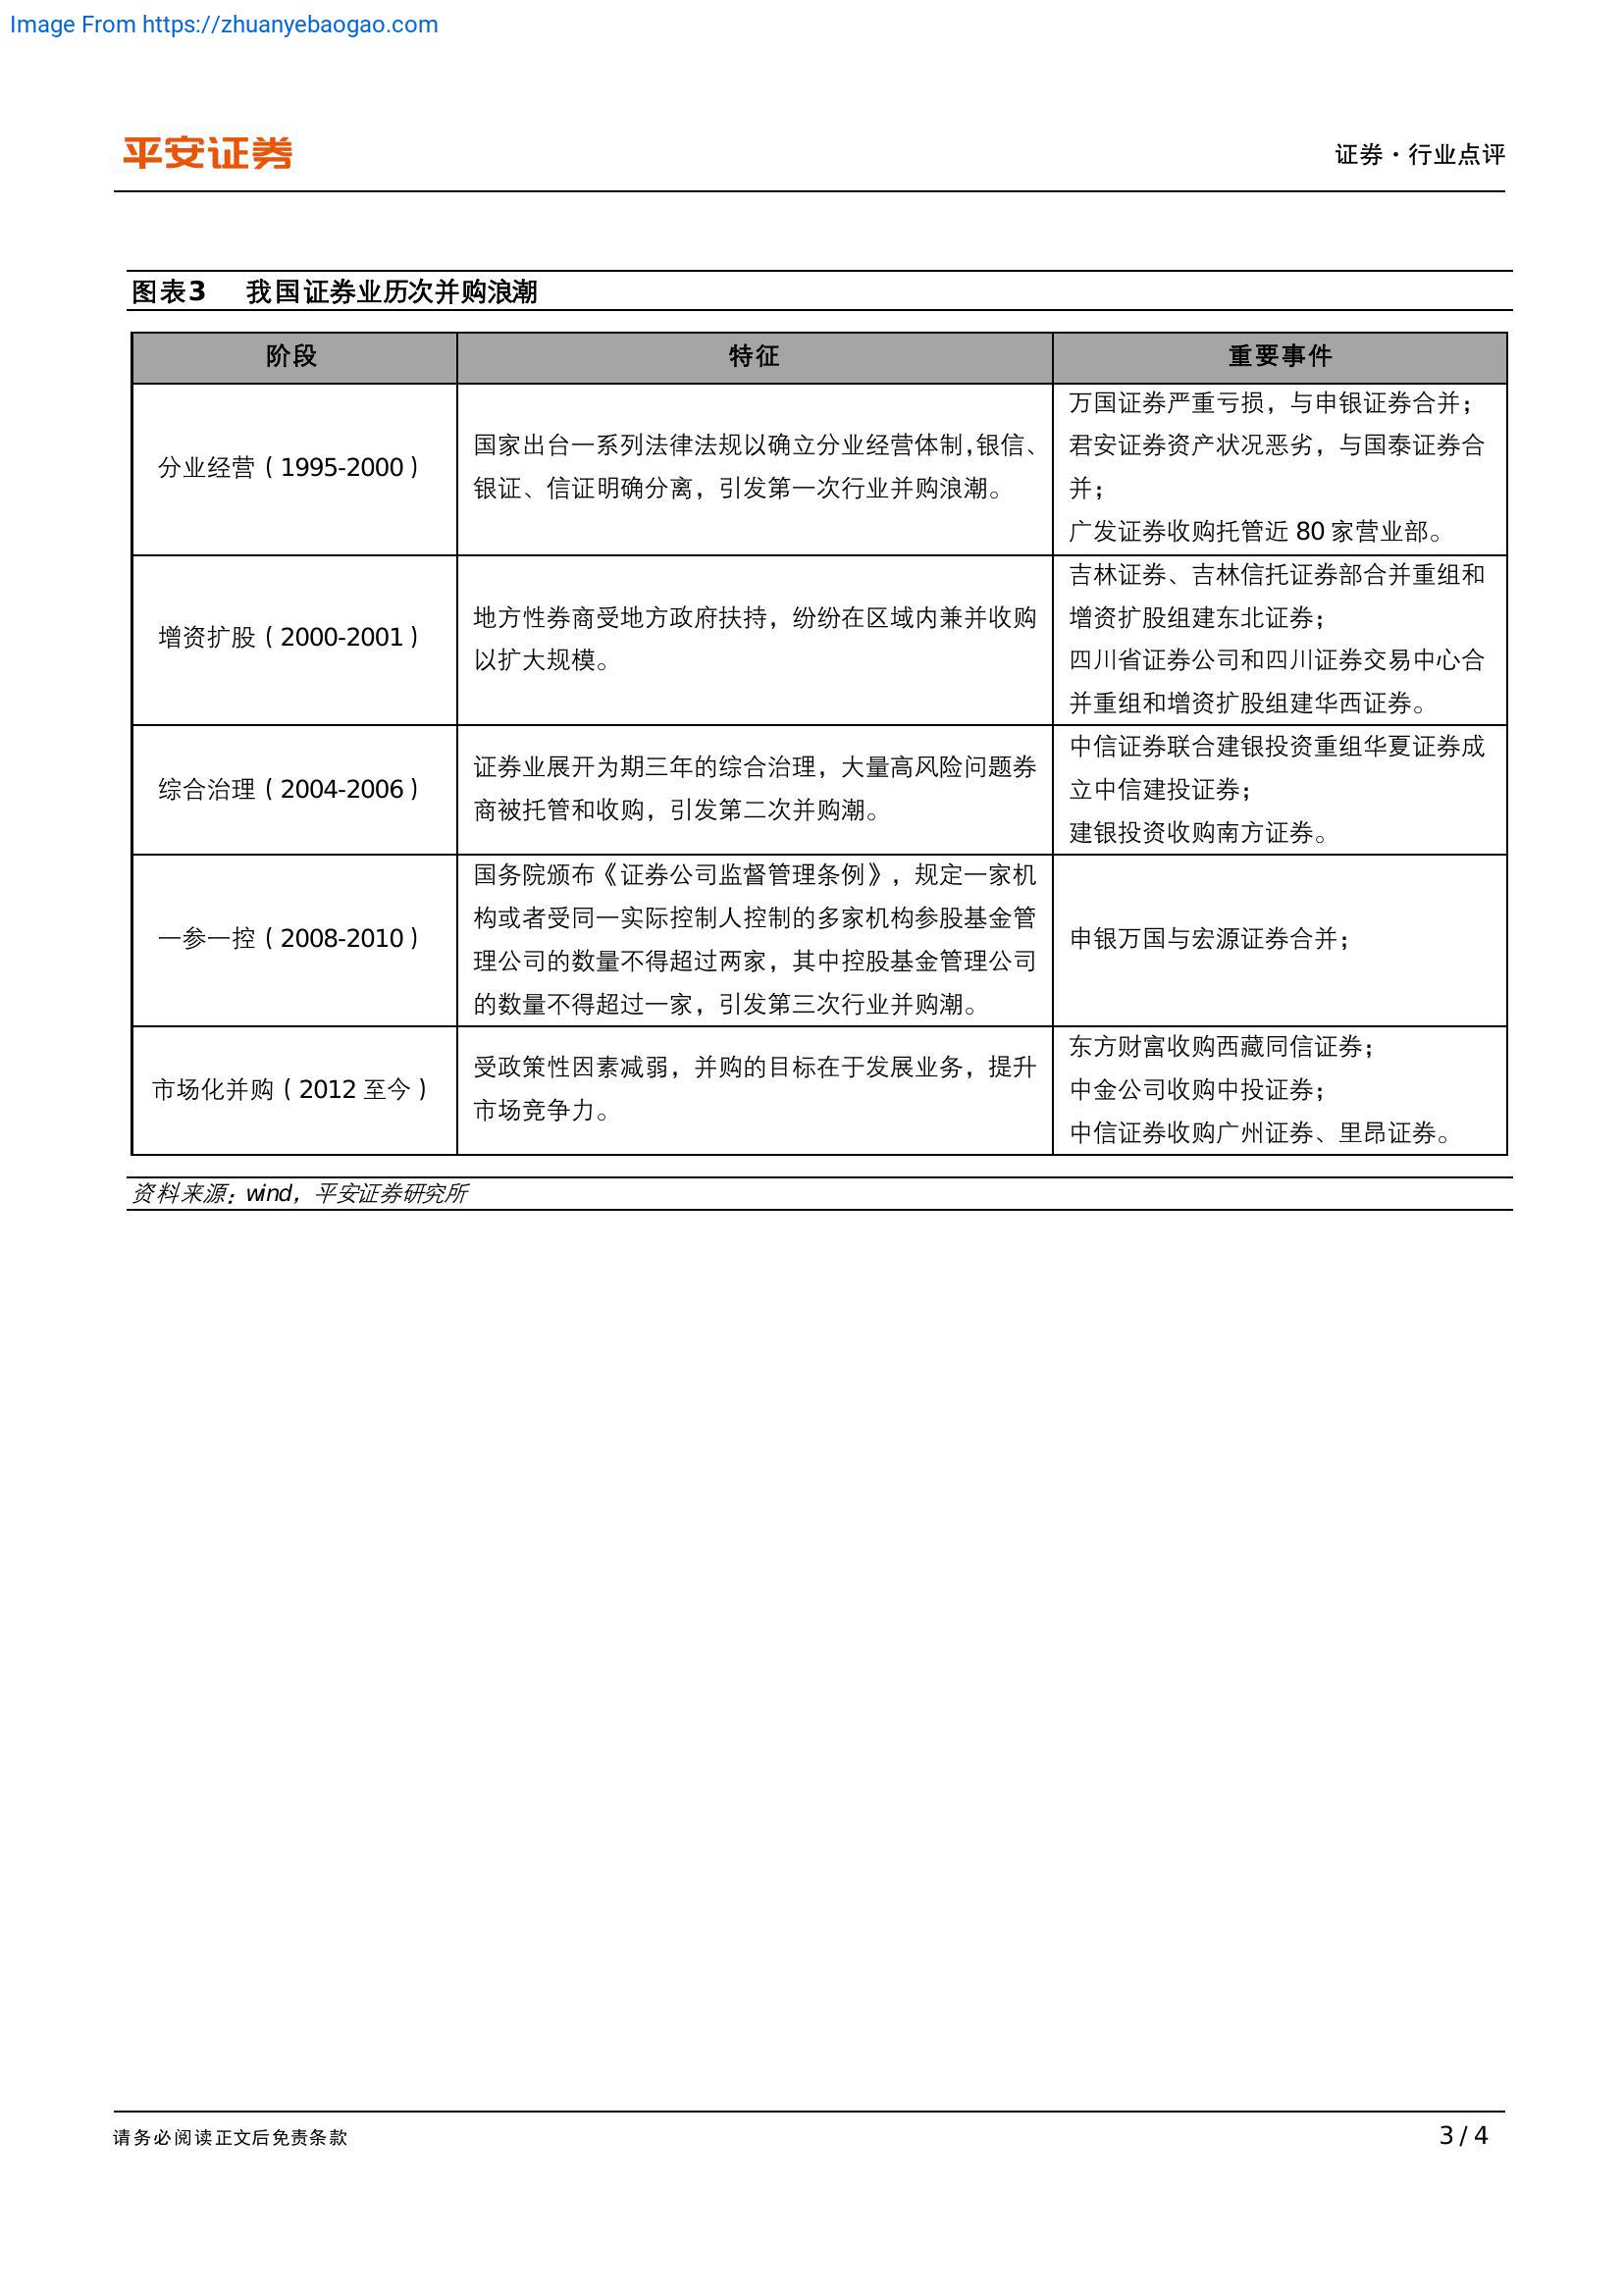 Image From https://zhuanyebaogao.com
平安证券
证券·行业点评
图表3 我国证券业历次并购浪潮
阶段
特征
重要事件
分业经营（1995-2000）
国家出台一系列法律法规以确立分业经营体制，银信、
银证、信证明确分离，引发第一次行业并购浪潮。
万国证券严重亏损，与申银证券合并；
君安证券资产状况恶劣，与国泰证券合
并；
广发证券收购托管近 80 家营业部。
增资扩股（2000-2001）
地方性券商受地方政府扶持，纷纷在区域内兼并收购
以扩大规模。
吉林证券、吉林信托证券部合并重组和
增资扩股组建东北证券；
四川省证券公司和四川证券交易中心合
并重组和增资扩股组建华西证券。
综合治理（2004-2006）
证券业展开为期三年的综合治理，大量高风险问题券
商被托管和收购，引发第二次并购潮。
中信证券联合建银投资重组华夏证券成
立中信建投证券；
建银投资收购南方证券。
一参一控（2008-2010）
国务院颁布《证券公司监督管理条例》，规定一家机
构或者受同一实际控制人控制的多家机构参股基金管
理公司的数量不得超过两家，其中控股基金管理公司
的数量不得超过一家，引发第三次行业并购潮。
申银万国与宏源证券合并；
市场化并购（2012 至今）
受政策性因素减弱，并购的目标在于发展业务，提升
市场竞争力。
东方财富收购西藏同信证券；
中金公司收购中投证券；
中信证券收购广州证券、里昂证券。
资料来源：wind，平安证券研究所
请务必阅读正文后免责条款
3 / 4